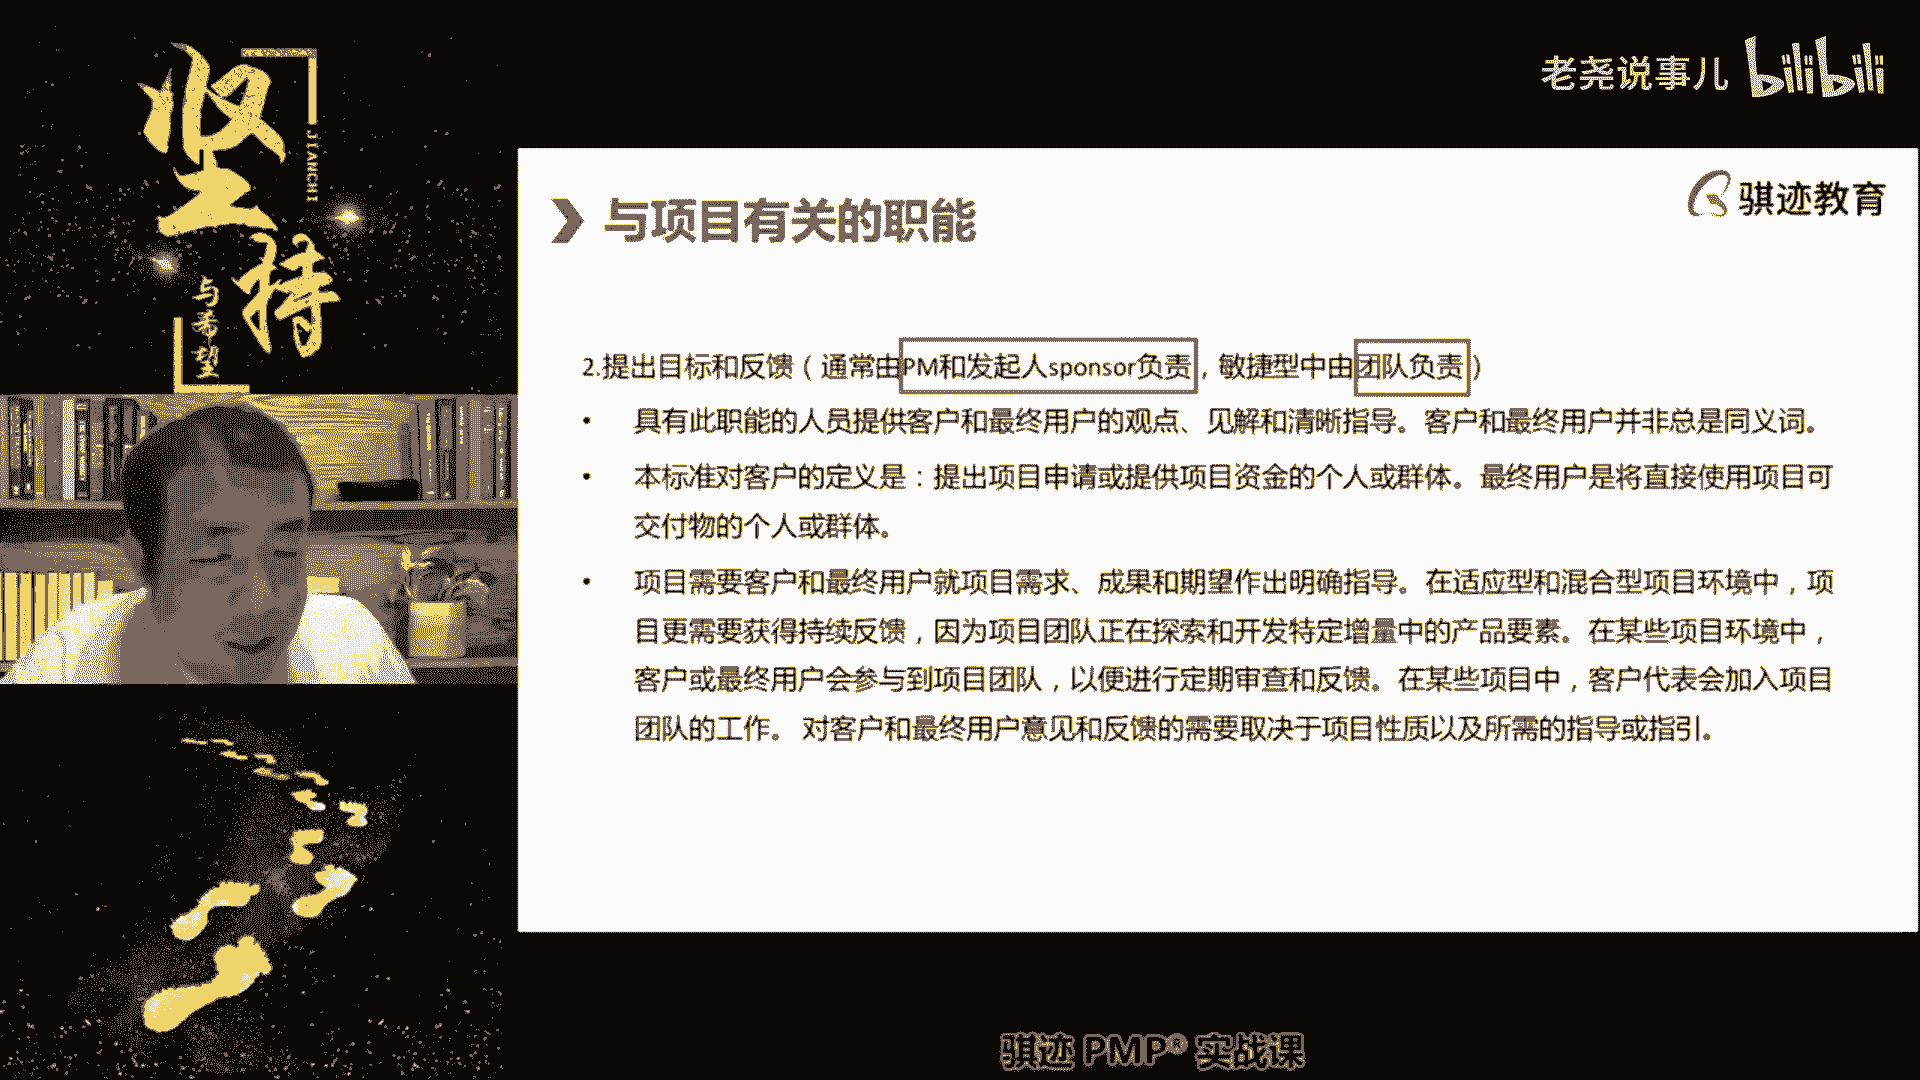 坚持
JIANCHI
与希望
老尧说事儿 bilibili
骐迹教育
与项目有关的职能
2.提出目标和反馈（通常由PM和发起人sponsor负责，敏捷型中由团队负责）
• 具有此职能的人员提供客户和最终用户的观点、见解和清晰指导。客户和最终用户并非总是同义词。
• 本标准对客户的定义是：提出项目申请或提供项目资金的个人或群体。最终用户是将直接使用项目可
交付物的个人或群体。
• 项目需要客户和最终用户就项目需求、成果和期望作出明确指导。在适应型和混合型项目环境中，项
目更需要获得持续反馈，因为项目团队正在探索和开发特定增量中的产品要素。在某些项目环境中，
客户或最终用户会参与到项目团队，以便进行定期审查和反馈。在某些项目中，客户代表会加入项目
团队的工作。 对客户和最终用户意见和反馈的需要取决于项目性质以及所需的指导或指引。
骐迹 PMP® 实战课